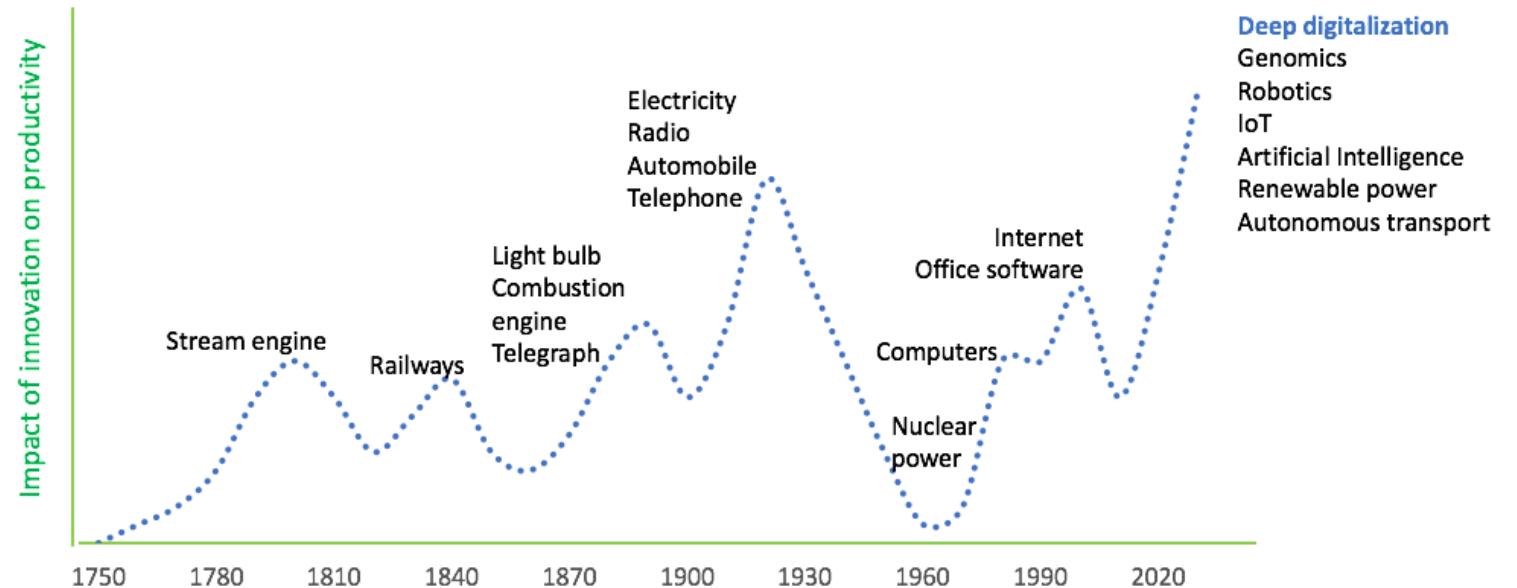 Impact of innovation on productivity
Stream engine
Railways
Light bulb
Combustion
engine
Telegraph
Electricity
Radio
Automobile
Telephone
Nuclear
power
Computers
Internet
Office software
Deep digitalization
Genomics
Robotics
IoT
Artificial Intelligence
Renewable power
Autonomous transport
1750 1780 1810 1840 1870 1900 1930 1960 1990 2020